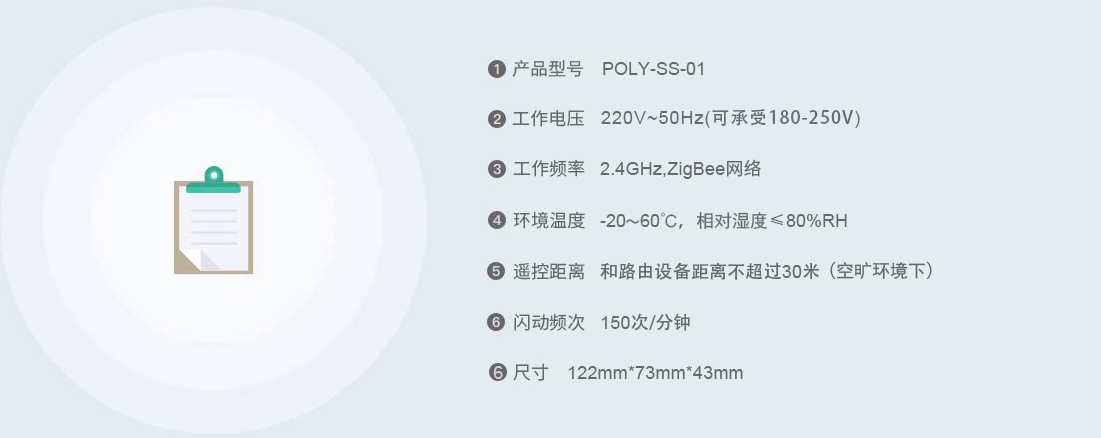 ❶ 产品型号 POLY-SS-01
❷ 工作电压 220V~50Hz(可承受180-250V)
❸ 工作频率 2.4GHz,ZigBee网络
❹ 环境温度 -20～60℃，相对湿度≤80%RH
❺ 遥控距离 和路由设备距离不超过30米（空旷环境下）
❻ 闪动频次 150次/分钟
❻ 尺寸 122mm*73mm*43mm